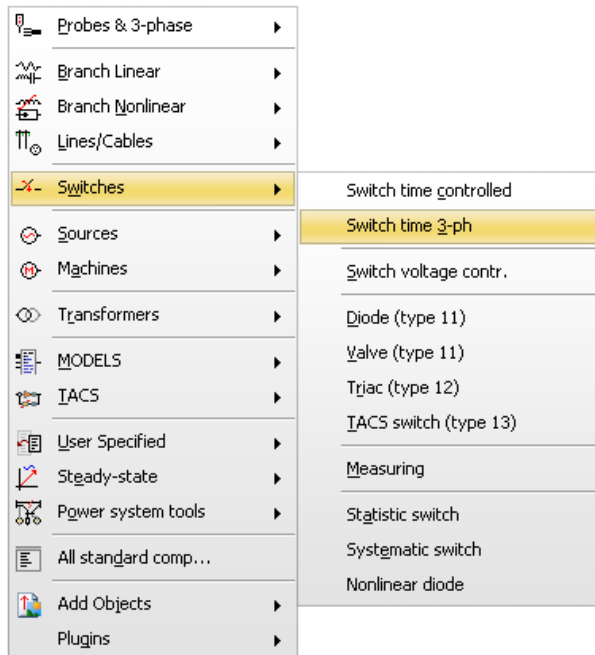 Probes & 3-phase
Branch Linear
Branch Nonlinear
Lines/Cables
Switches
Sources
Machines
Transformers
MODELS
TACS
User Specified
Steady-state
Power system tools
All standard comp...
Add Objects
Plugins
Switch time controlled
Switch time 3-ph
Switch voltage contr.
Diode (type 11)
Valve (type 11)
Triac (type 12)
TACS switch (type 13)
Measuring
Statistic switch
Systematic switch
Nonlinear diode